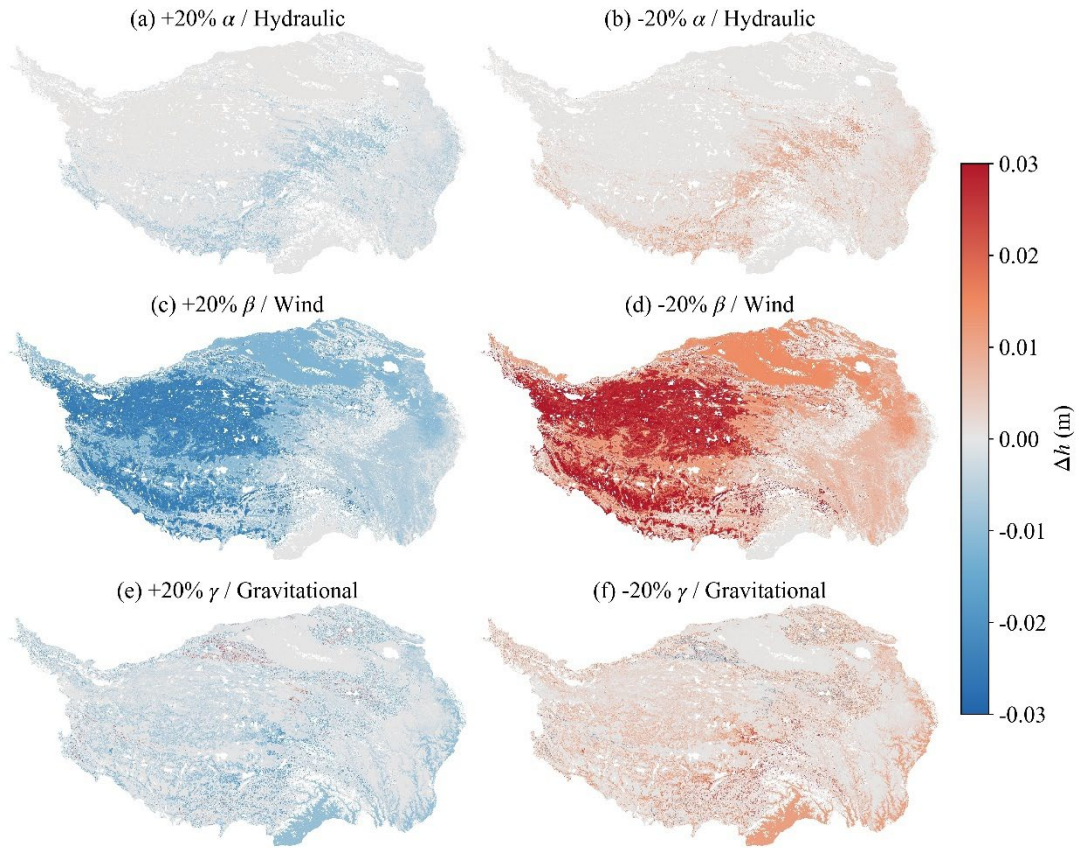 (a) +20% α / Hydraulic
(b) -20% α / Hydraulic
(c) +20% β / Wind
(d) -20% β / Wind
(e) +20% γ / Gravitational
(f) -20% γ / Gravitational
0.03
0.02
0.01
0.00
-0.01
-0.02
-0.03
Δh (m)